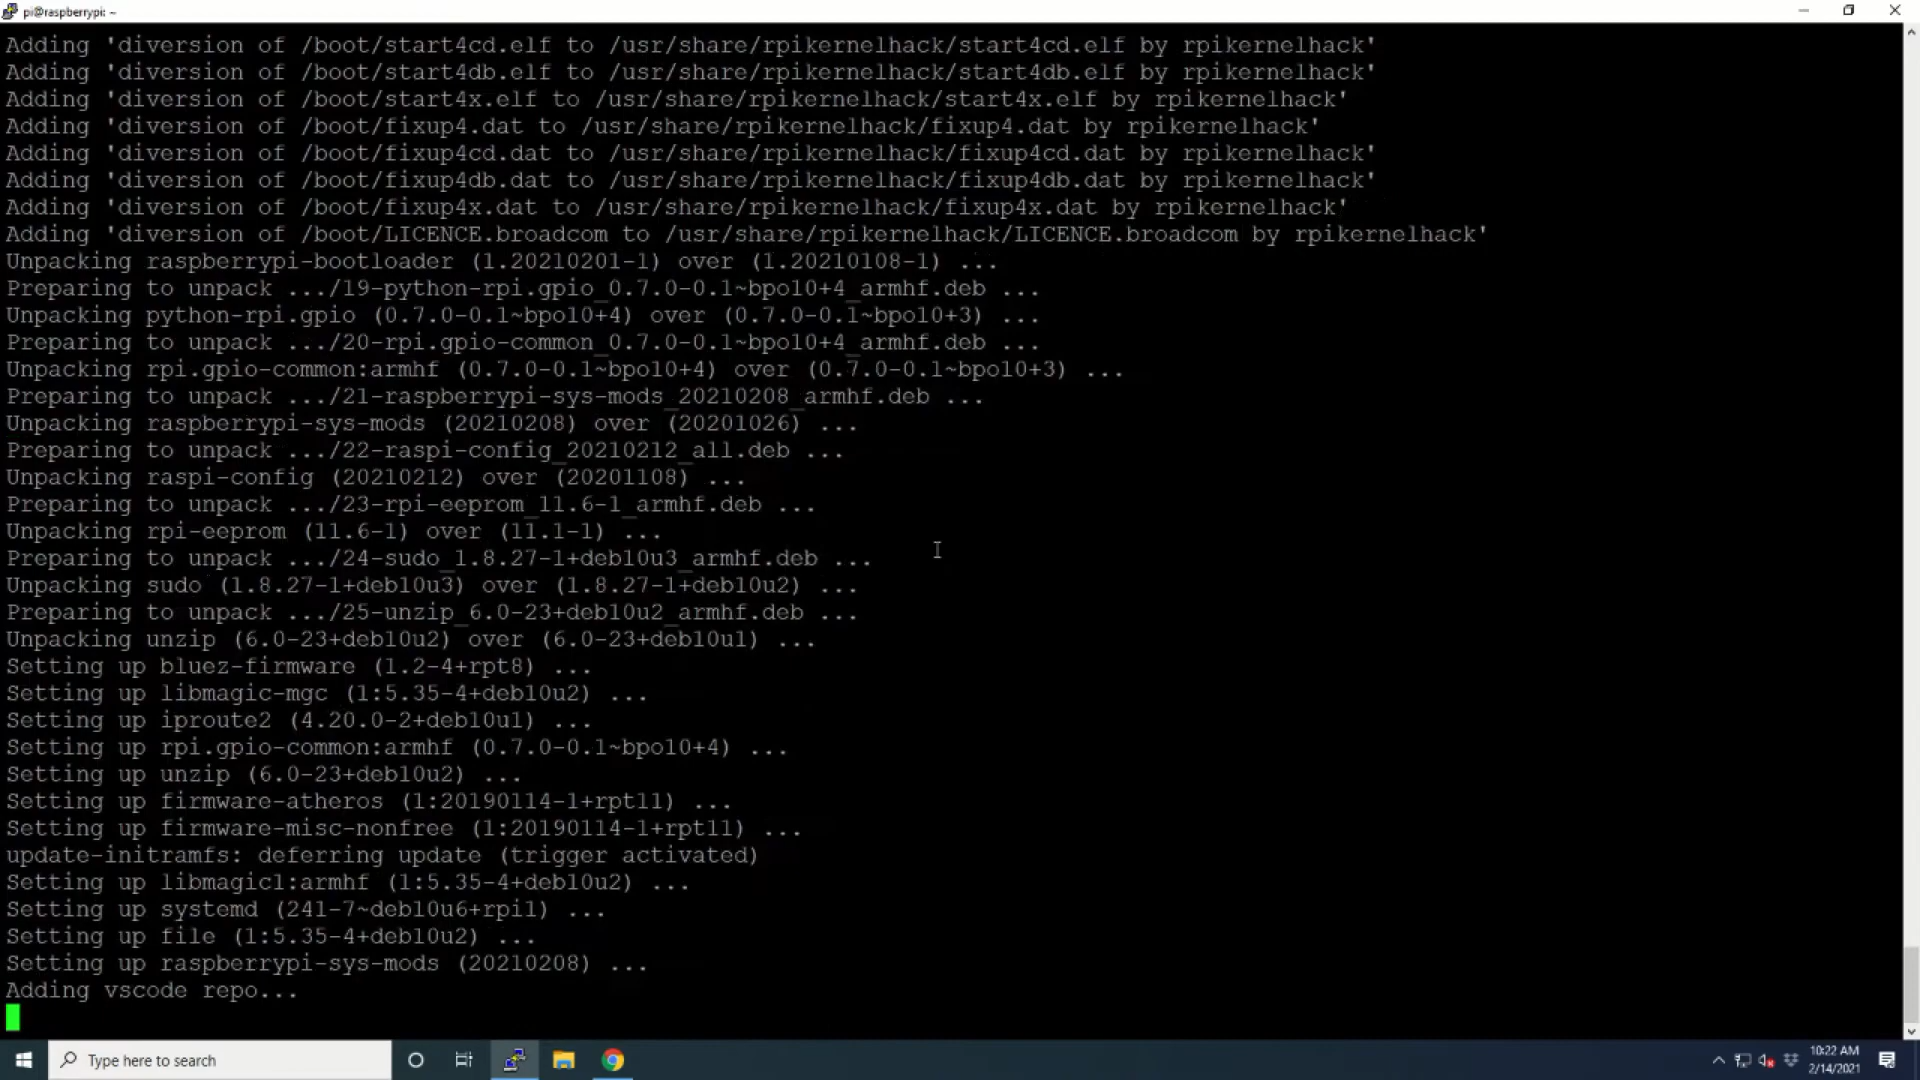 pi@raspberrypi: ~
Adding 'diversion of /boot/start4cd.elf to /usr/share/rpikernelhack/start4cd.elf by rpikernelhack'
Adding 'diversion of /boot/start4db.elf to /usr/share/rpikernelhack/start4db.elf by rpikernelhack'
Adding 'diversion of /boot/start4x.elf to /usr/share/rpikernelhack/start4x.elf by rpikernelhack'
Adding 'diversion of /boot/fixup4.dat to /usr/share/rpikernelhack/fixup4.dat by rpikernelhack'
Adding 'diversion of /boot/fixup4cd.dat to /usr/share/rpikernelhack/fixup4cd.dat by rpikernelhack'
Adding 'diversion of /boot/fixup4db.dat to /usr/share/rpikernelhack/fixup4db.dat by rpikernelhack'
Adding 'diversion of /boot/fixup4x.dat to /usr/share/rpikernelhack/fixup4x.dat by rpikernelhack'
Adding 'diversion of /boot/LICENCE.broadcom to /usr/share/rpikernelhack/LICENCE.broadcom by rpikernelhack'
Unpacking raspberrypi-bootloader (1.20210201-1) over (1.20210108-1) ...
Preparing to unpack .../19-python-rpi.gpio_0.7.0-0.1~bpo10+4_armhf.deb ...
Unpacking python-rpi.gpio (0.7.0-0.1~bpo10+4) over (0.7.0-0.1~bpo10+3) ...
Preparing to unpack .../20-rpi.gpio-common_0.7.0-0.1~bpo10+4_armhf.deb ...
Unpacking rpi.gpio-common:armhf (0.7.0-0.1~bpo10+4) over (0.7.0-0.1~bpo10+3) ...
Preparing to unpack .../21-raspberrypi-sys-mods_20210208_armhf.deb ...
Unpacking raspberrypi-sys-mods (20210208) over (20201026) ...
Preparing to unpack .../22-raspi-config_20210212_all.deb ...
Unpacking raspi-config (20210212) over (20201108) ...
Preparing to unpack .../23-rpi-eeprom_11.6-1_armhf.deb ...
Unpacking rpi-eeprom (11.6-1) over (11.1-1) ...
Preparing to unpack .../24-sudo_1.8.27-1+deb10u3_armhf.deb ...
Unpacking sudo (1.8.27-1+deb10u3) over (1.8.27-1+deb10u2) ...
Preparing to unpack .../25-unzip_6.0-23+deb10u2_armhf.deb ...
Unpacking unzip (6.0-23+deb10u2) over (6.0-23+deb10u1) ...
Setting up bluez-firmware (1.2-4+rpt8) ...
Setting up libmagic-mgc (1:5.35-4+deb10u2) ...
Setting up iproute2 (4.20.0-2+deb10u1) ...
Setting up rpi.gpio-common:armhf (0.7.0-0.1~bpo10+4) ...
Setting up unzip (6.0-23+deb10u2) ...
Setting up firmware-atheros (1:20190114-1+rpt11) ...
Setting up firmware-misc-nonfree (1:20190114-1+rpt11) ...
update-initramfs: deferring update (trigger activated)
Setting up libmagic1:armhf (1:5.35-4+deb10u2) ...
Setting up systemd (241-7~deb10u6+rpi1) ...
Setting up file (1:5.35-4+deb10u2) ...
Setting up raspberrypi-sys-mods (20210208) ...
Adding vscode repo...
Type here to search
10:22 AM
2/14/2021